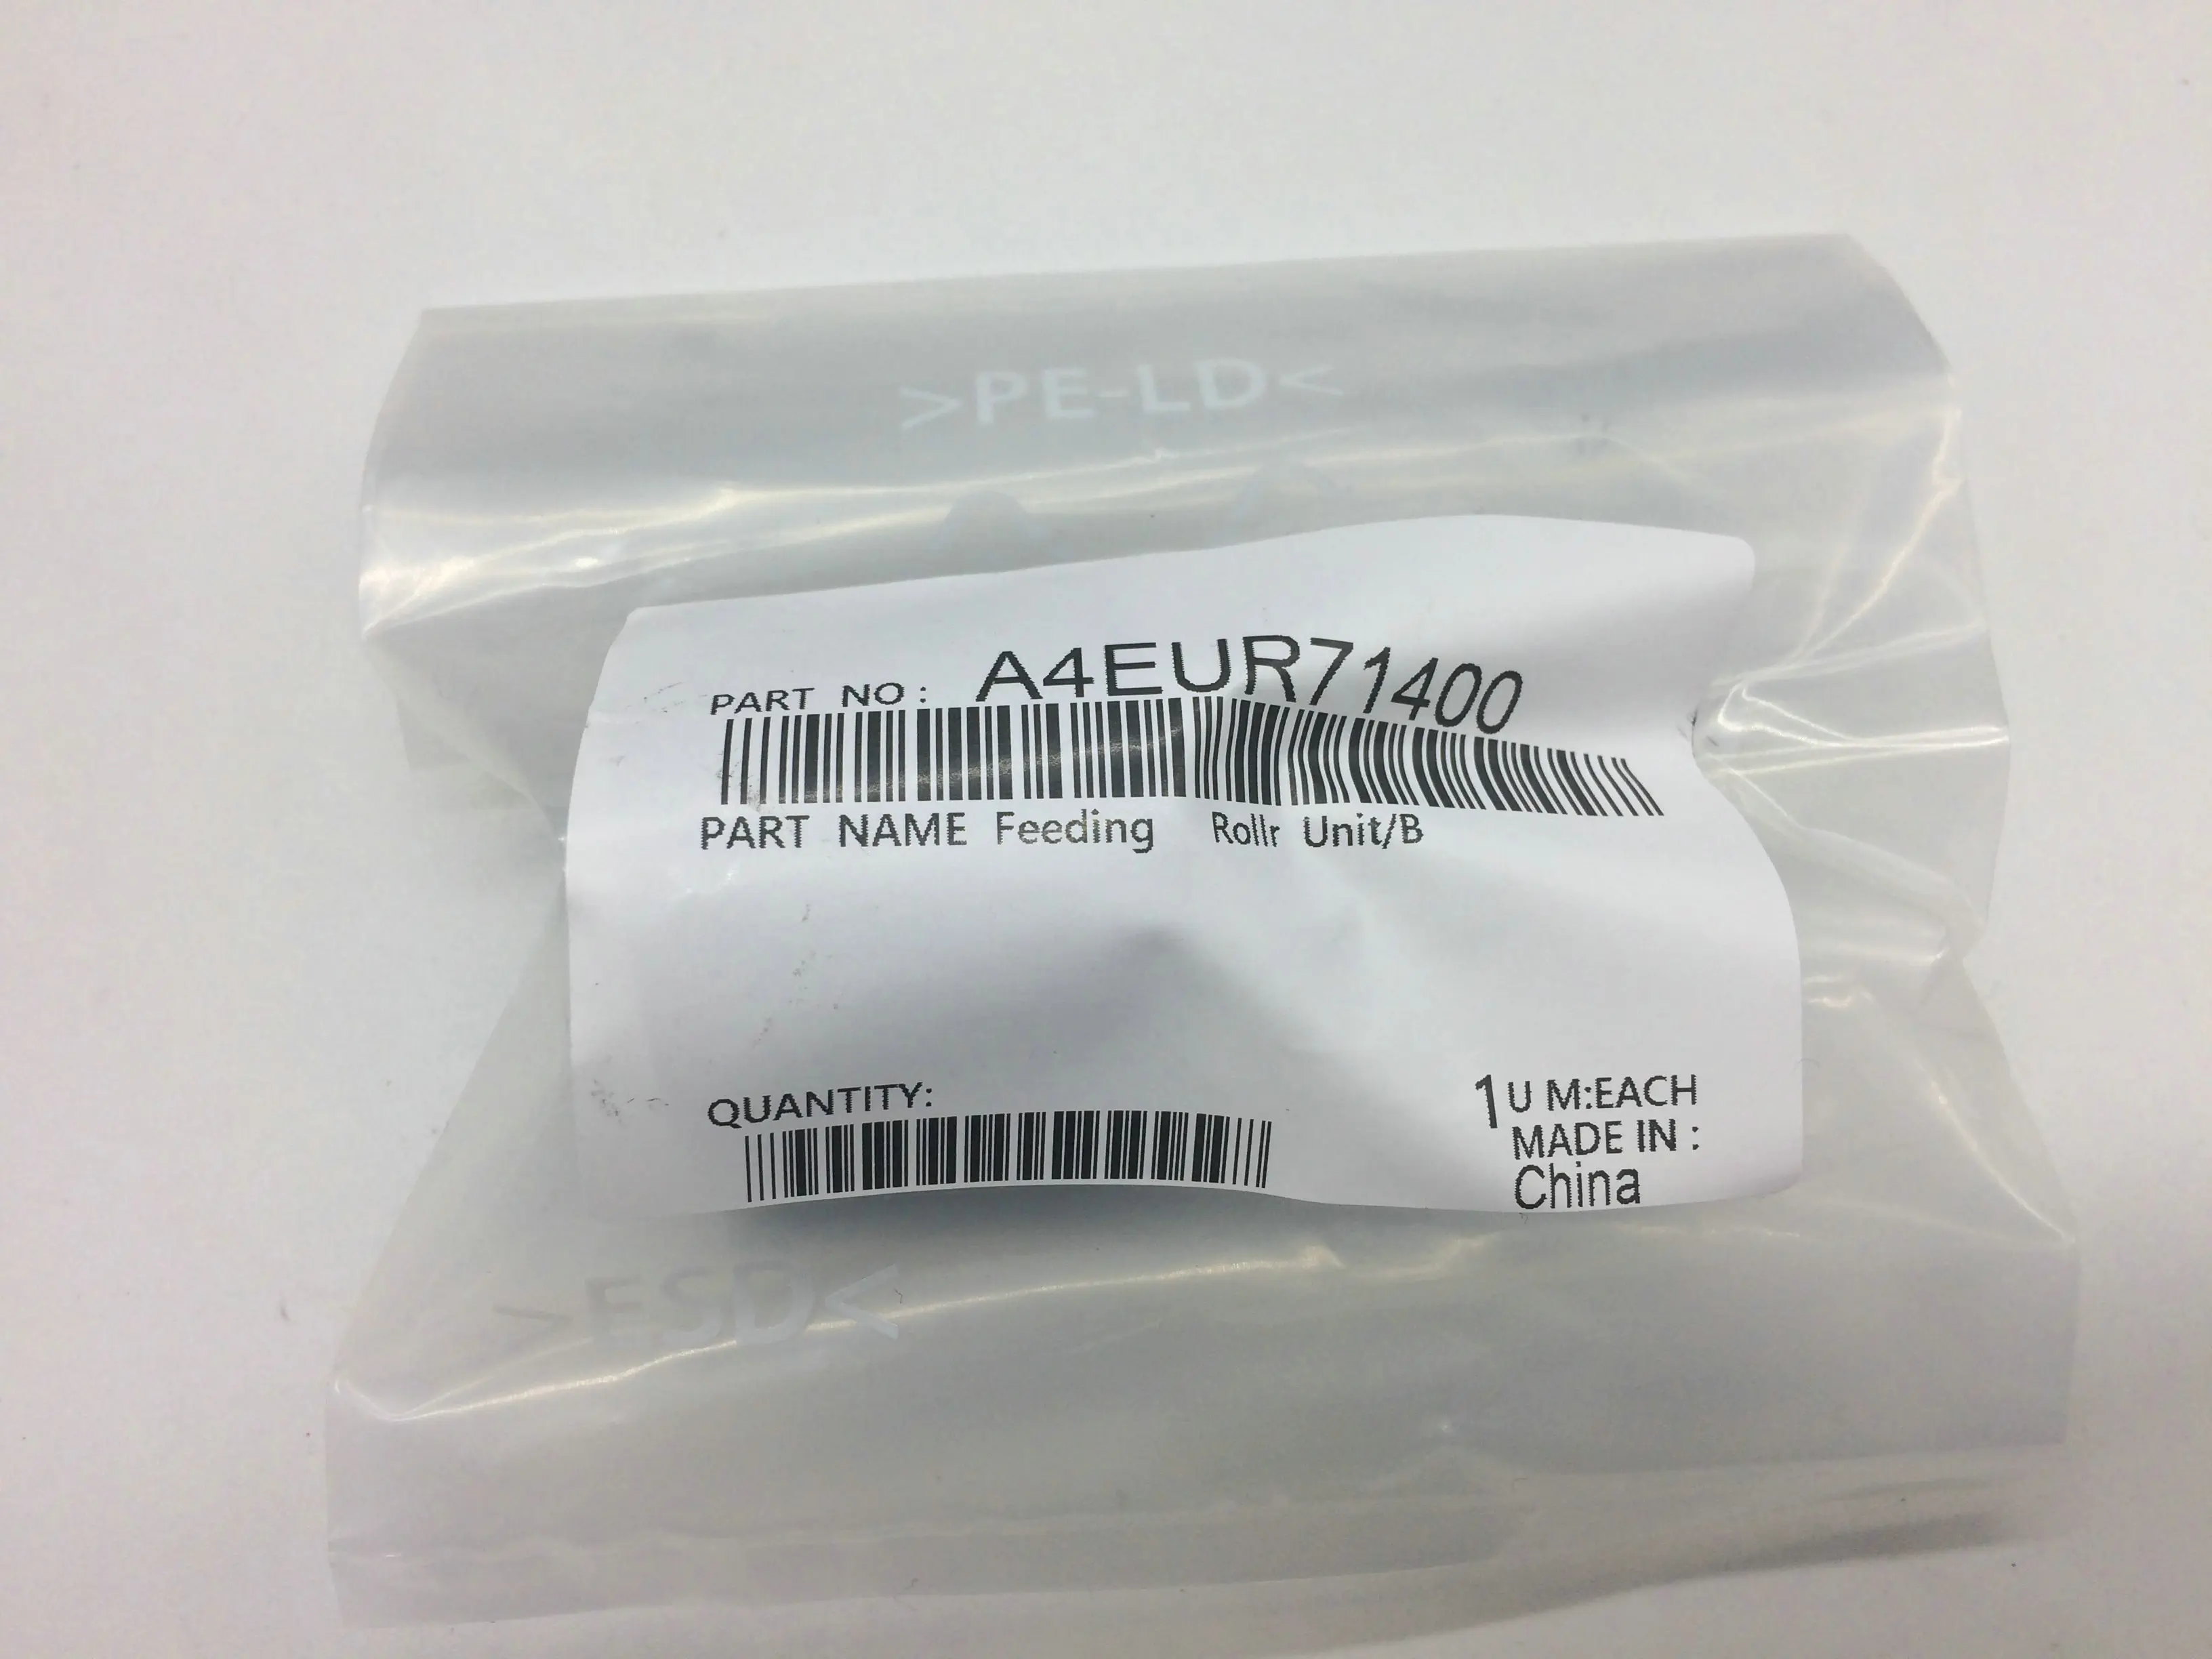 >PE-LD<
PART NO: A4EUR71400
PART NAME Feeding Rollr Unit/B
QUANTITY: 1 U M:EACH
MADE IN :
China
>ESD<